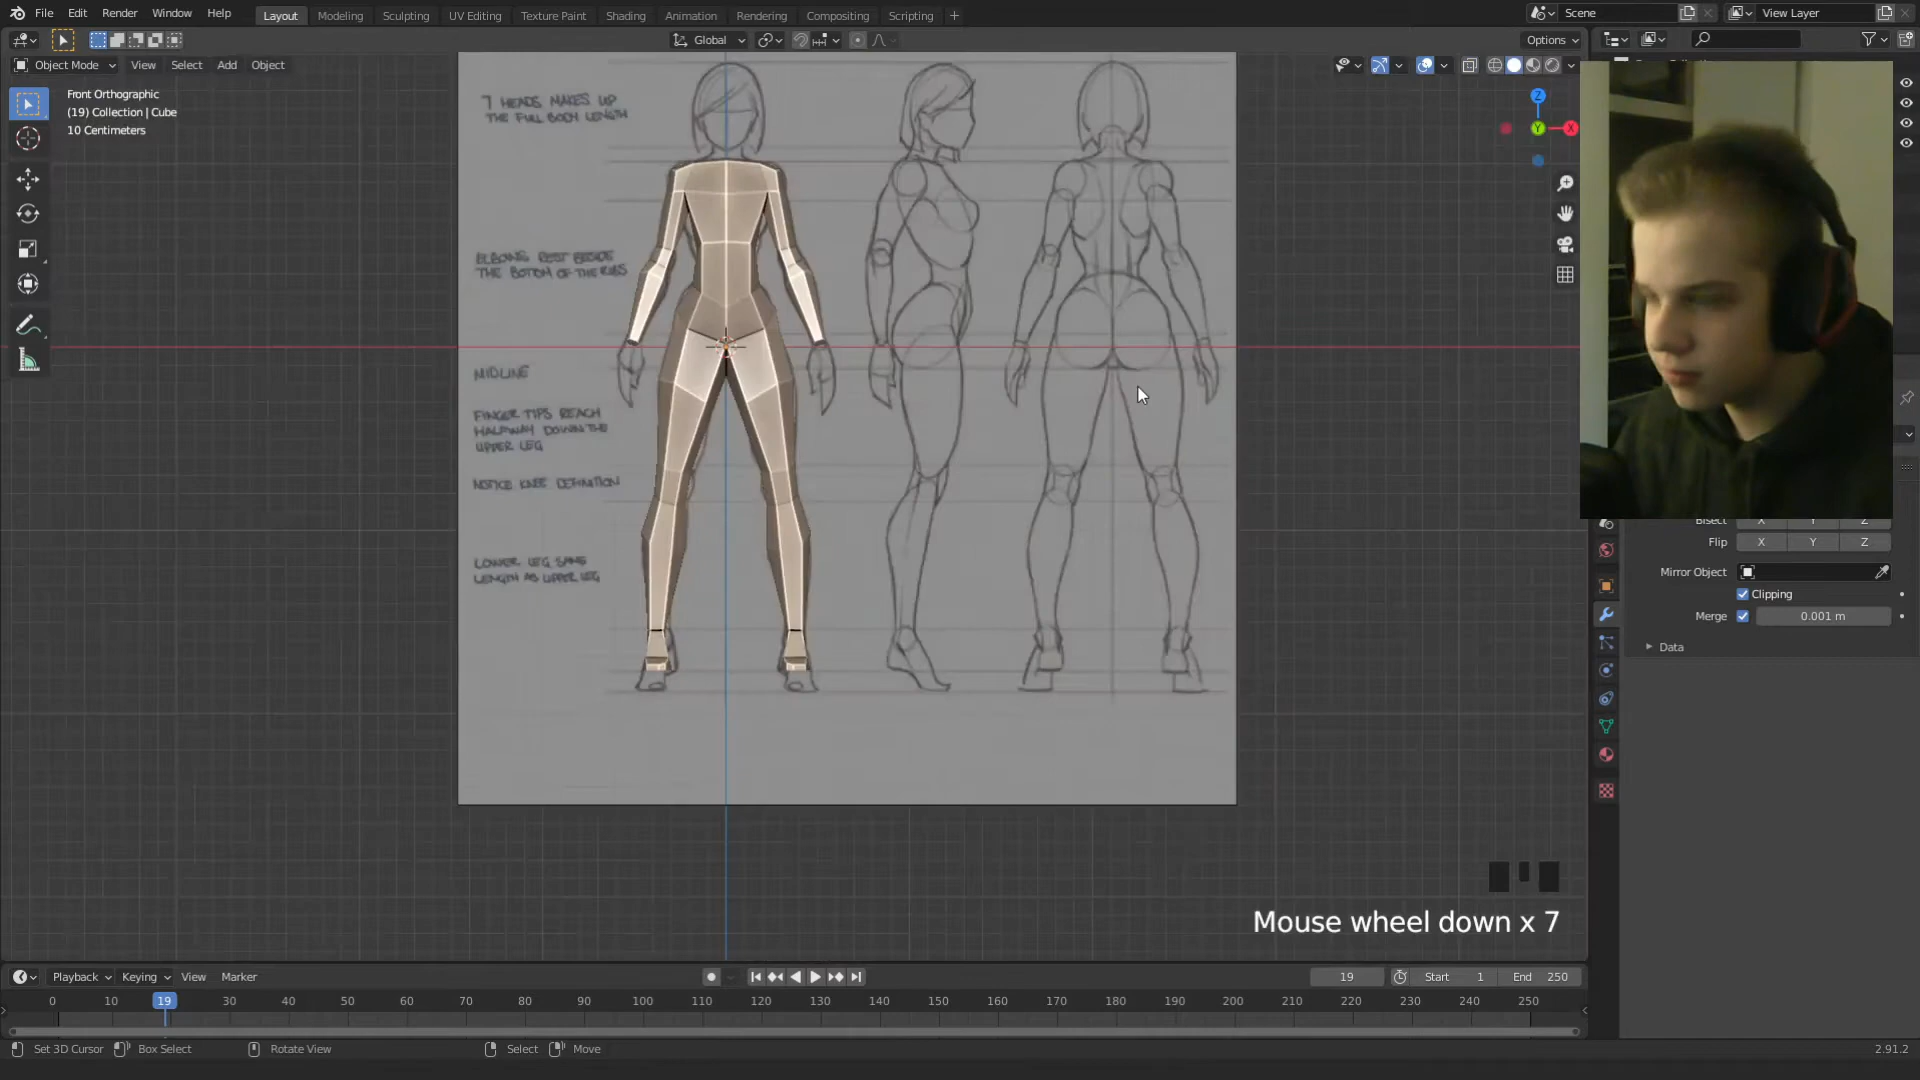 File Edit Render Window Help Layout Modeling Sculpting UV Editing Texture Paint Shading Animation Rendering Compositing Scripting Scene View Layer
Global Options
Object Mode View Select Add Object
Front Orthographic
(19) Collection | Cube
10 Centimeters
7 HEADS MAKES UP
THE FULL BODY LENGTH
ELBOWS REST BESIDE
THE BOTTOM OF THE RIBS
MIDLINE
FINGER TIPS REACH
HALFWAY DOWN THE
UPPER LEG
NOTICE KNEE DEFINITION
LOWER LEG SAME
LENGTH AS UPPER LEG
Z
Y
X
Bisect X Y Z
Flip X Y Z
Mirror Object
Clipping
Merge 0.001 m
Data
Mouse wheel down x 7
Playback Keying View Marker 19 Start 1 End 250
0 10 19 30 40 50 60 70 80 90 100 110 120 130 140 150 160 170 180 190 200 210 220 230 240 250
Set 3D Cursor Box Select Rotate View Select Move 2.91.2